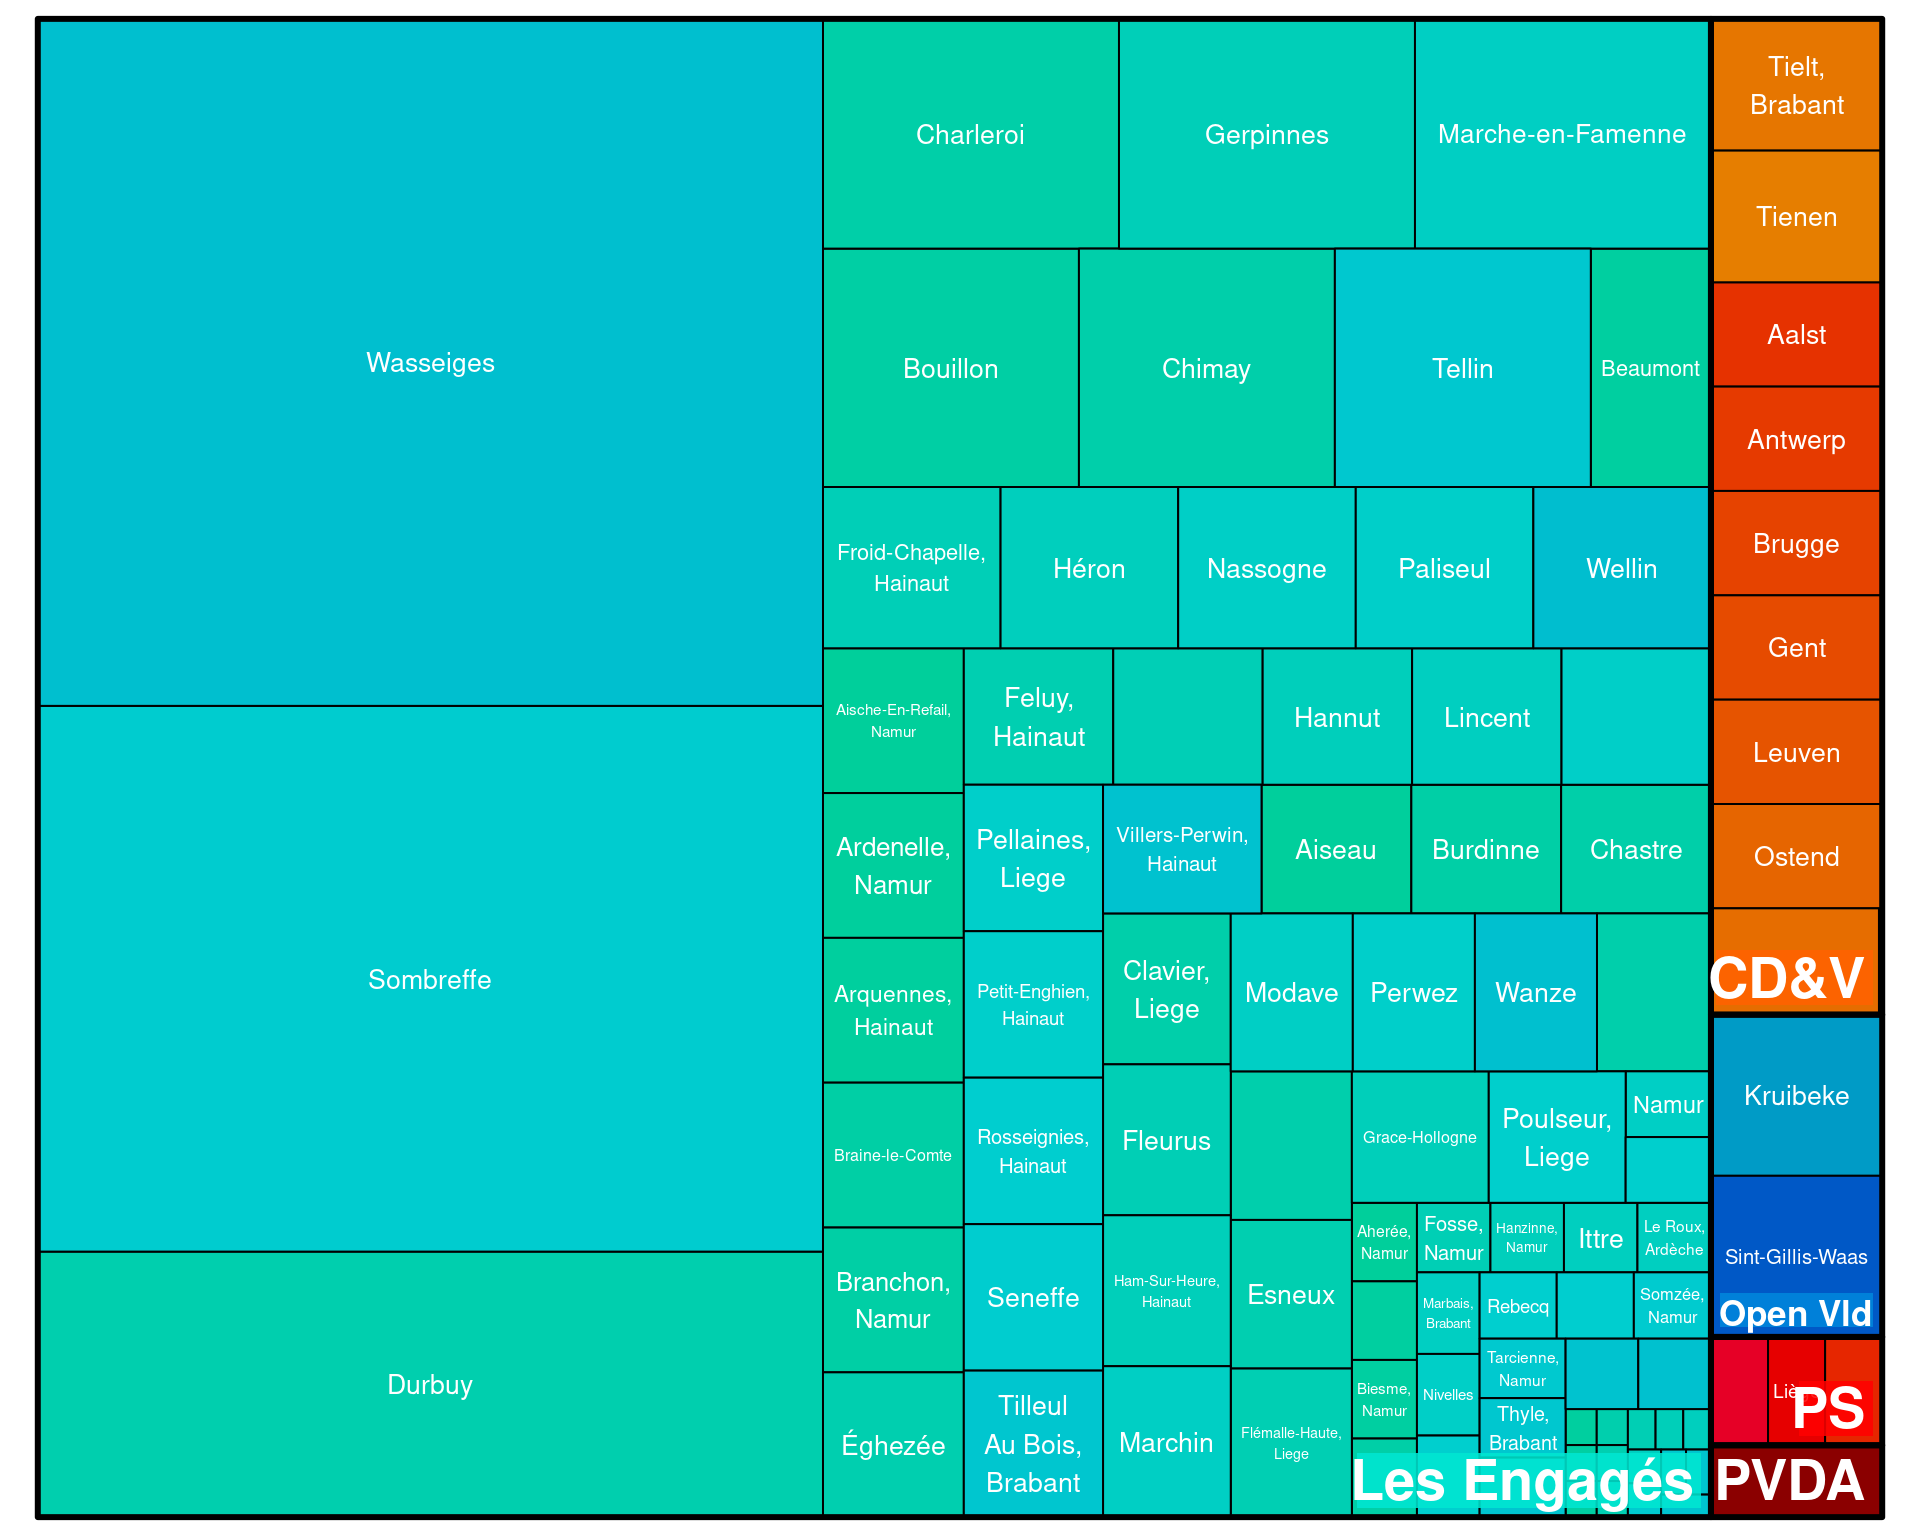 Wasseiges
Sombreffe
Durbuy
Charleroi
Gerpinnes
Marche-en-Famenne
Bouillon
Chimay
Tellin
Beaumont
Froid-Chapelle,
Hainaut
Héron
Nassogne
Paliseul
Wellin
Aische-En-Refail,
Namur
Feluy,
Hainaut
Hannut
Lincent
Ardenelle,
Namur
Pellaines,
Liege
Villers-Perwin,
Hainaut
Aiseau
Burdinne
Chastre
Arquennes,
Hainaut
Petit-Enghien,
Hainaut
Clavier,
Liege
Modave
Perwez
Wanze
Braine-le-Comte
Rosseignies,
Hainaut
Fleurus
Grace-Hollogne
Poulseur,
Liege
Namur
Branchon,
Namur
Seneffe
Ham-Sur-Heure,
Hainaut
Esneux
Aherée,
Namur
Fosse,
Namur
Hanzinne,
Namur
Ittre
Le Roux,
Ardèche
Marbais,
Brabant
Rebecq
Somzée,
Namur
Éghezée
Tilleul
Au Bois,
Brabant
Marchin
Flémalle-Haute,
Liege
Biesme,
Namur
Nivelles
Tarcienne,
Namur
Thyle,
Brabant
Les Engagés
Tielt,
Brabant
Tienen
Aalst
Antwerp
Brugge
Gent
Leuven
Ostend
CD&V
Kruibeke
Sint-Gillis-Waas
Open Vld
PS
PVDA